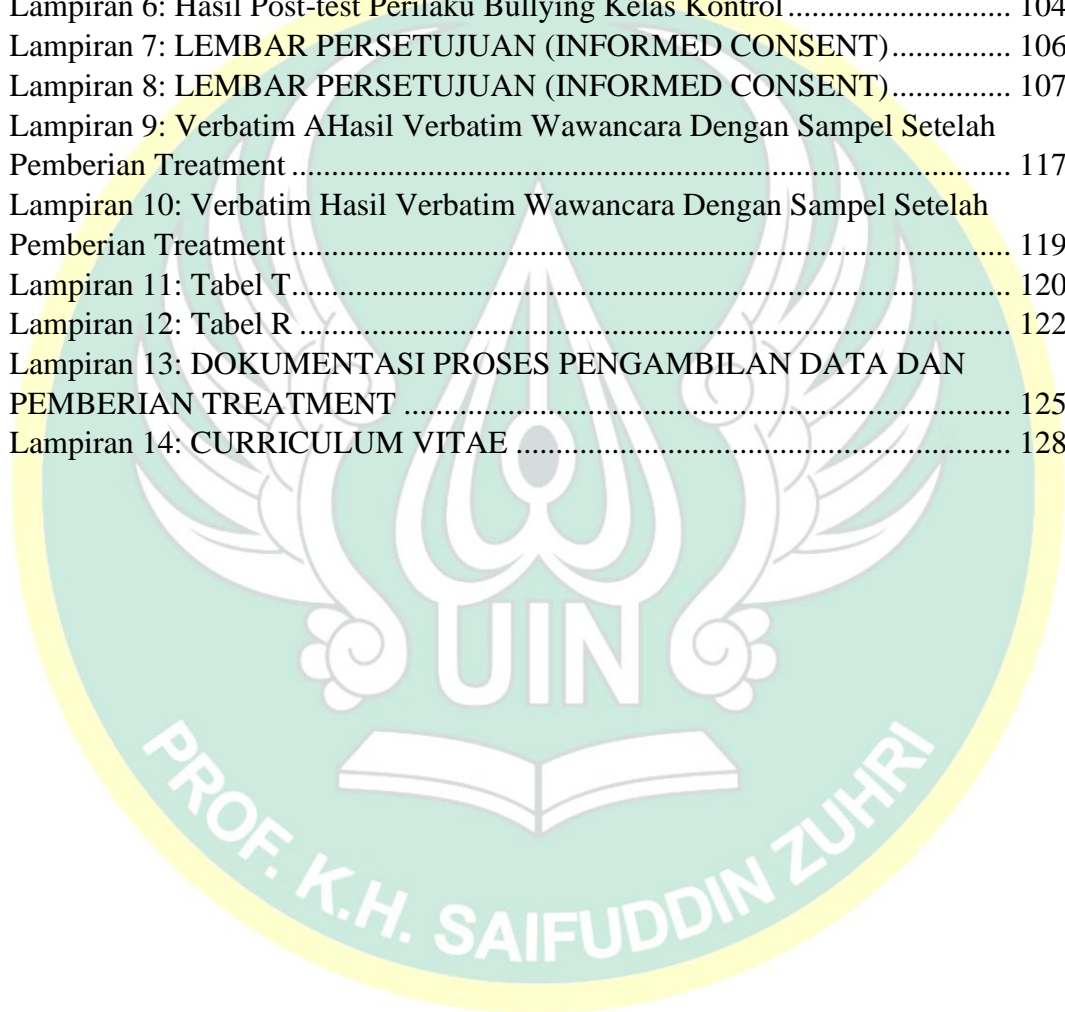 Lampiran 6: Hasil Post-test Perilaku Bullying Kelas Kontrol ............................ 104
Lampiran 7: LEMBAR PERSETUJUAN (INFORMED CONSENT) ............... 106
Lampiran 8: LEMBAR PERSETUJUAN (INFORMED CONSENT) ............... 107
Lampiran 9: Verbatim AHasil Verbatim Wawancara Dengan Sampel Setelah
Pemberian Treatment ........................................................................................ 117
Lampiran 10: Verbatim Hasil Verbatim Wawancara Dengan Sampel Setelah
Pemberian Treatment ........................................................................................ 119
Lampiran 11: Tabel T ........................................................................................ 120
Lampiran 12: Tabel R ....................................................................................... 122
Lampiran 13: DOKUMENTASI PROSES PENGAMBILAN DATA DAN
PEMBERIAN TREATMENT .......................................................................... 125
Lampiran 14: CURRICULUM VITAE ............................................................ 128
UIN
PROF. K.H. SAIFUDDIN ZUHRI